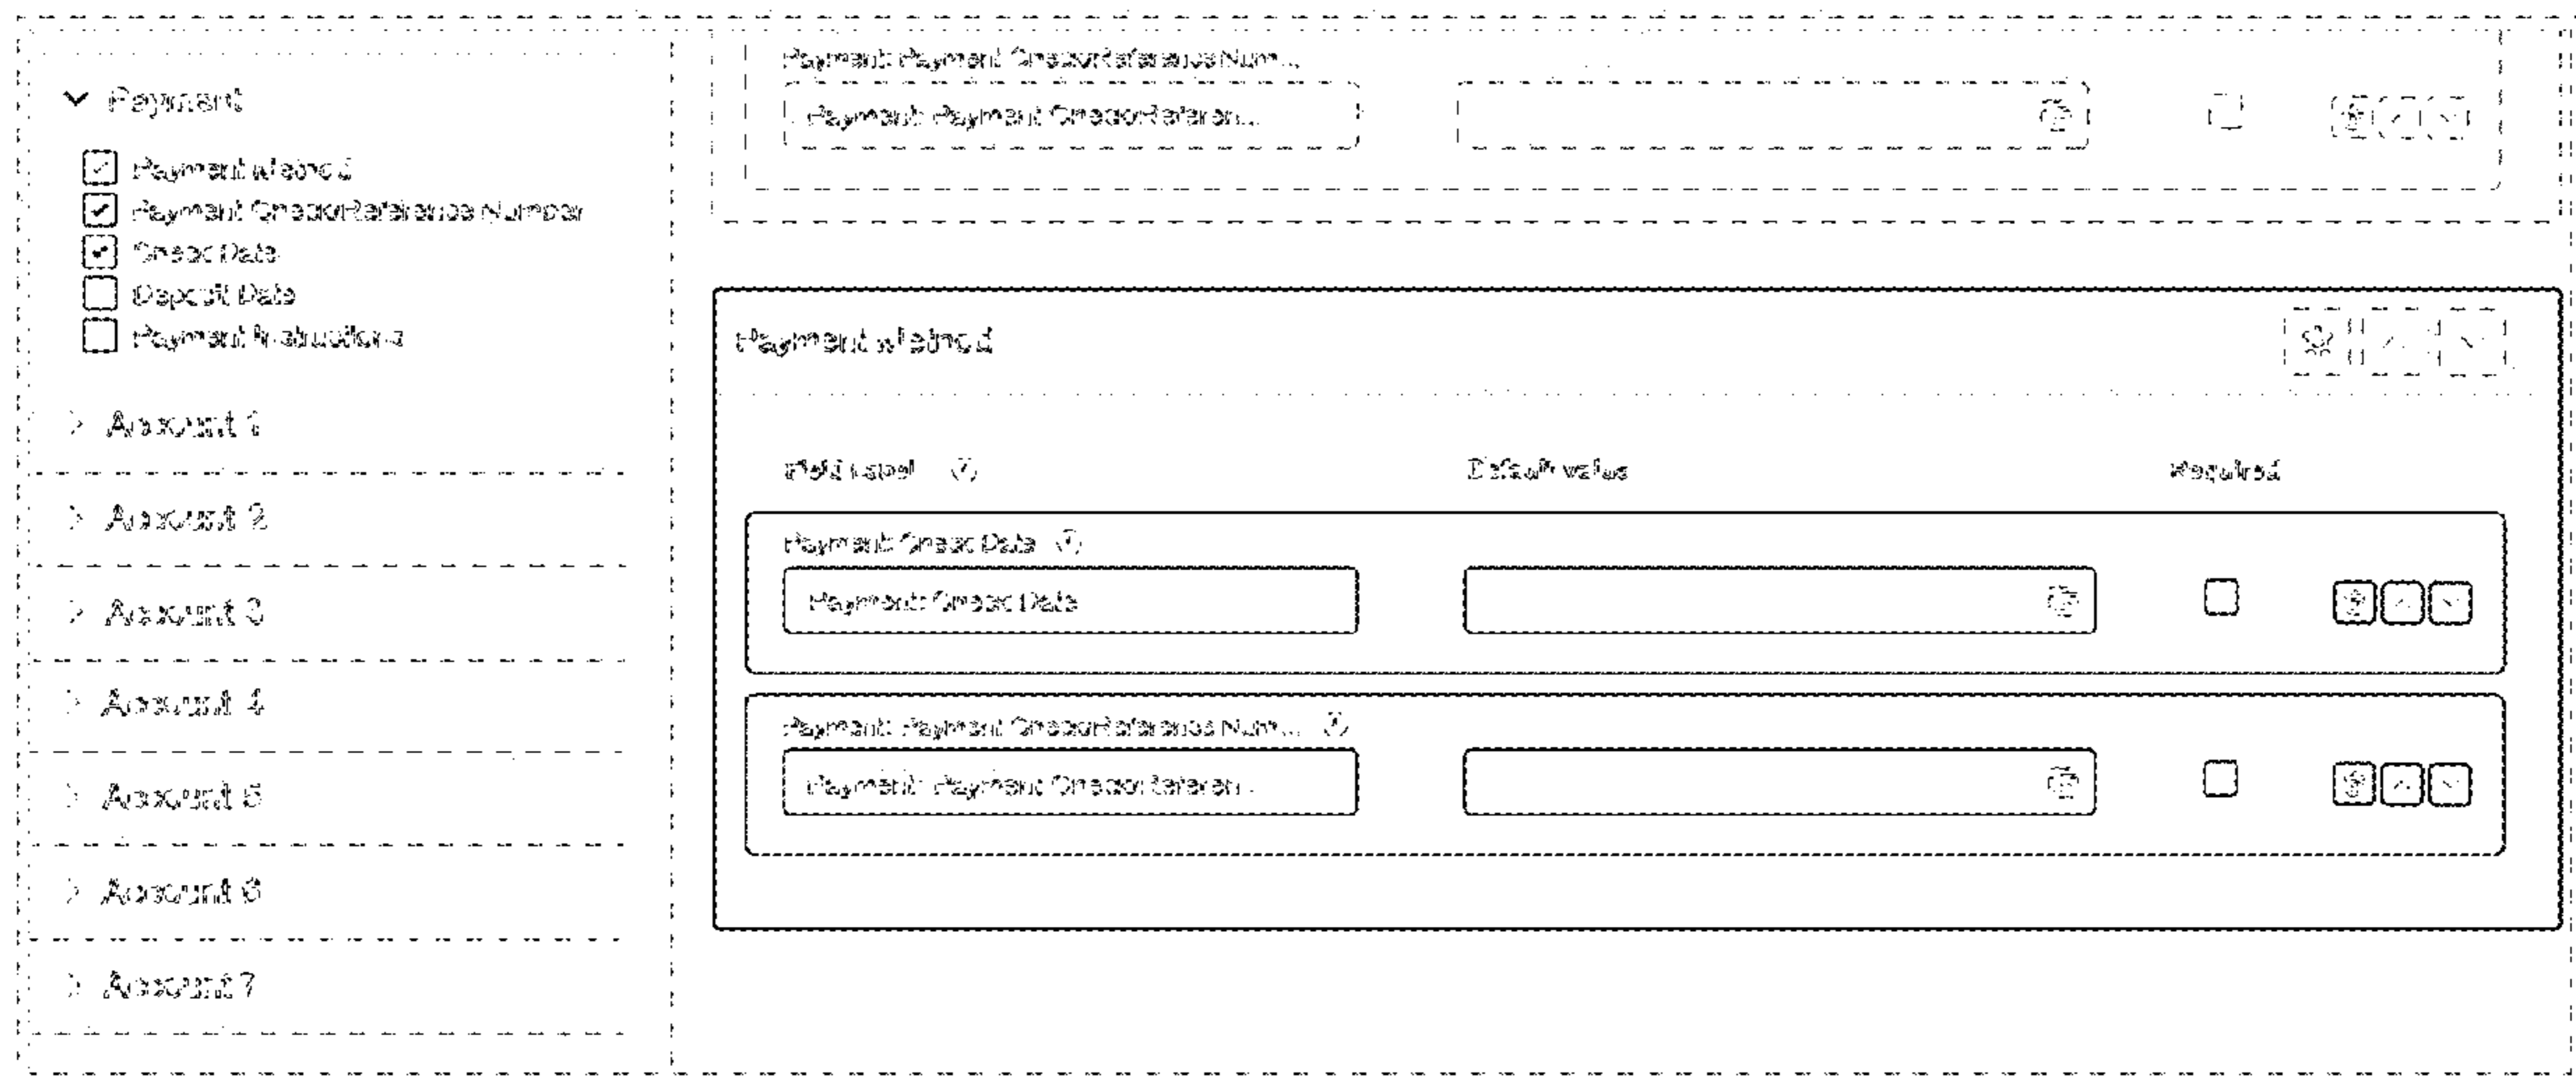 Payment
Payment Method
Payment Check/Reference Number
Check Date
Deposit Date
Payment Instructions
Account 1
Account 2
Account 3
Account 4
Account 5
Account 6
Account 7
Payment: Payment Check/Reference Num...
Payment: Payment Check/Referen...
Payment Method
Field Label Default value Required
Payment: Check Date
Payment: Check Date
Payment: Payment Check/Reference Num...
Payment: Payment Check/Referen...